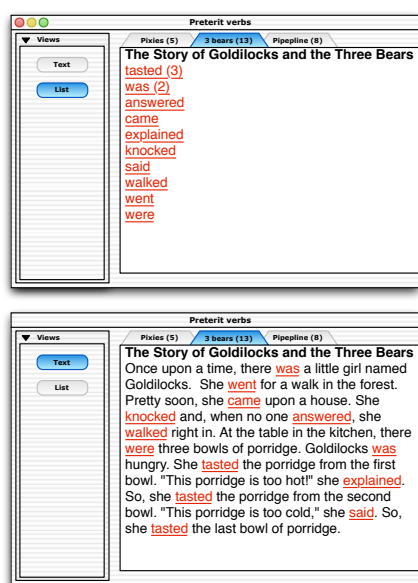 Preterit verbs
Views
Pixies (5) 3 bears (13) Pipepline (8)
Text
List
The Story of Goldilocks and the Three Bears
tasted (3)
was (2)
answered
came
explained
knocked
said
walked
went
were
Preterit verbs
Views
Pixies (5) 3 bears (13) Pipepline (8)
Text
List
The Story of Goldilocks and the Three Bears
Once upon a time, there was a little girl named
Goldilocks. She went for a walk in the forest.
Pretty soon, she came upon a house. She
knocked and, when no one answered, she
walked right in. At the table in the kitchen, there
were three bowls of porridge. Goldilocks was
hungry. She tasted the porridge from the first
bowl. "This porridge is too hot!" she explained.
So, she tasted the porridge from the second
bowl. "This porridge is too cold," she said. So,
she tasted the last bowl of porridge.